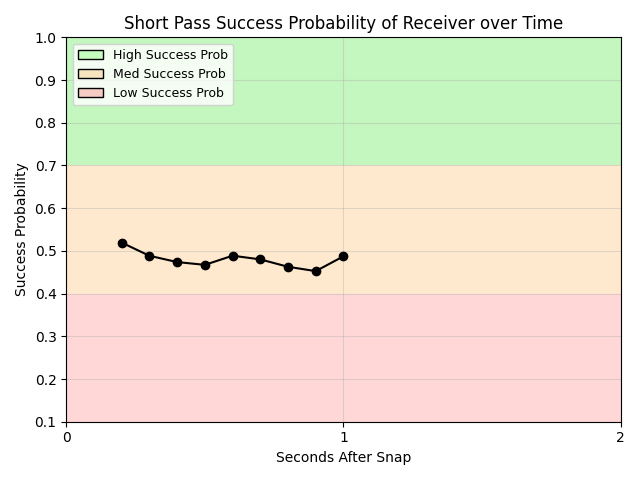 Short Pass Success Probability of Receiver over Time
1.0
High Success Prob
Med Success Prob
Low Success Prob
0.9
0.8
0.7
0.6
0.5
0.4
0.3
0.2
0.1
Success Probability
0
1
2
Seconds After Snap